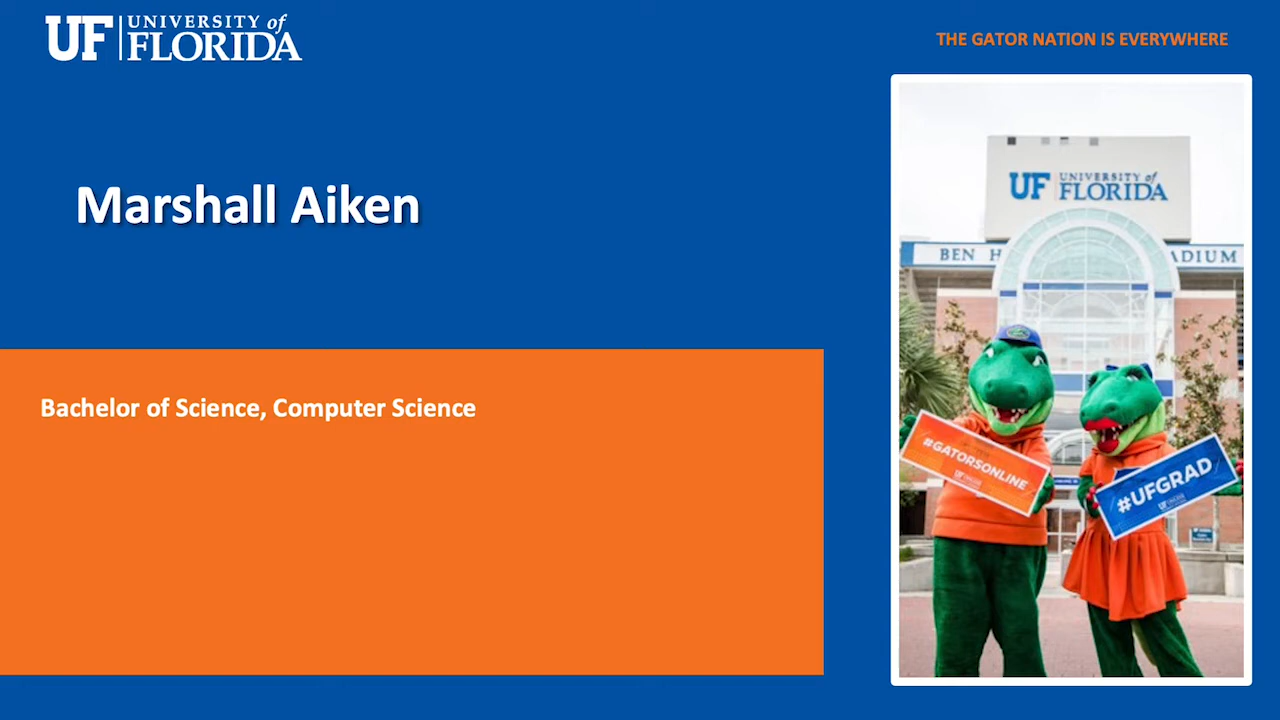 UF UNIVERSITY of
FLORIDA
THE GATOR NATION IS EVERYWHERE
Marshall Aiken
Bachelor of Science, Computer Science
UF UNIVERSITY of
FLORIDA
BEN H
ADIUM
#GATORSONLINE
#UFGRAD